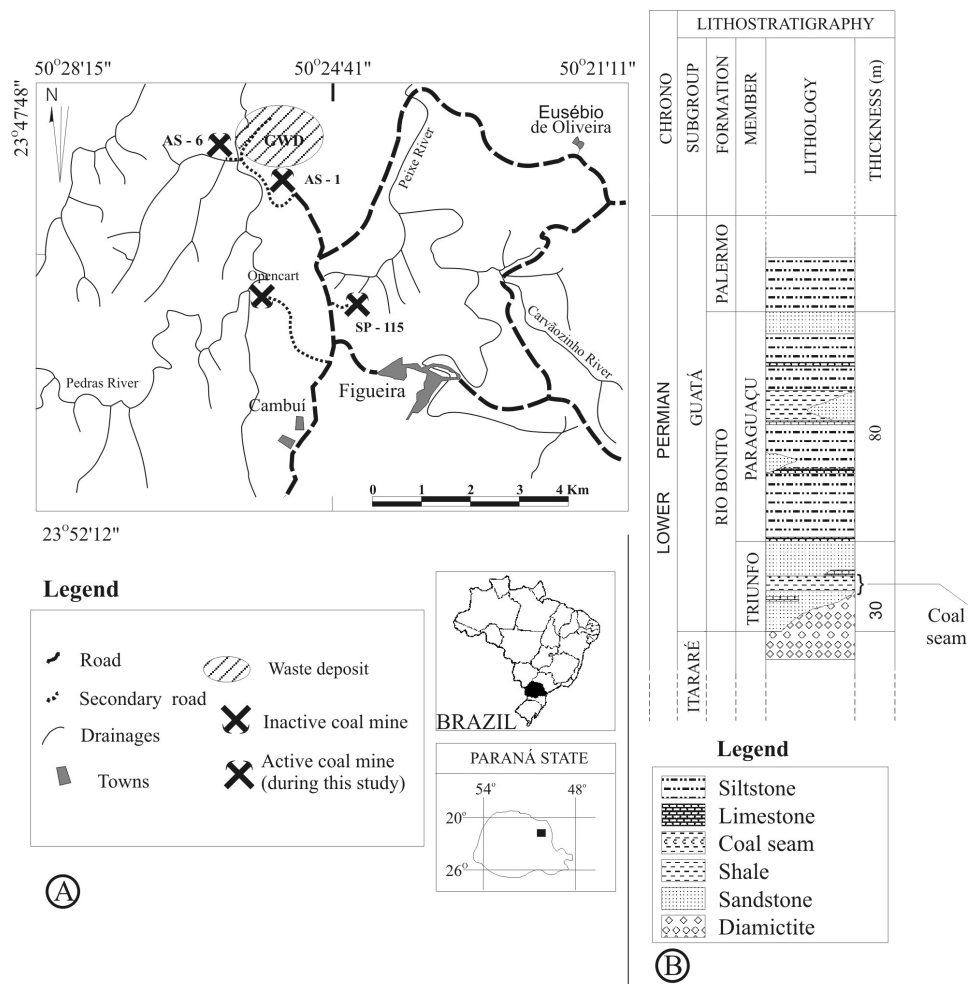 50°28'15"
50°24'41"
50°21'11"
23°47'48"
N
AS - 6
GWD
AS - 1
Peixe River
Eusébio
de Oliveira
Opencart
SP - 115
Carvãozinho River
Pedras River
Figueira
Cambuí
0 1 2 3 4 Km
23°52'12"
Legend
Road
Secondary road
Drainages
Towns
Waste deposit
Inactive coal mine
Active coal mine
(during this study)
BRAZIL
PARANÁ STATE
54° 48°
20°
26°
A
LITHOSTRATIGRAPHY
CHRONO
SUBGROUP
FORMATION
MEMBER
LITHOLOGY
THICKNESS (m)
LOWER PERMIAN
GUATÁ
ITARARÉ
PALERMO
RIO BONITO
PARAGUAÇU
TRIUNFO
80
30
Coal
seam
Legend
Siltstone
Limestone
Coal seam
Shale
Sandstone
Diamictite
B